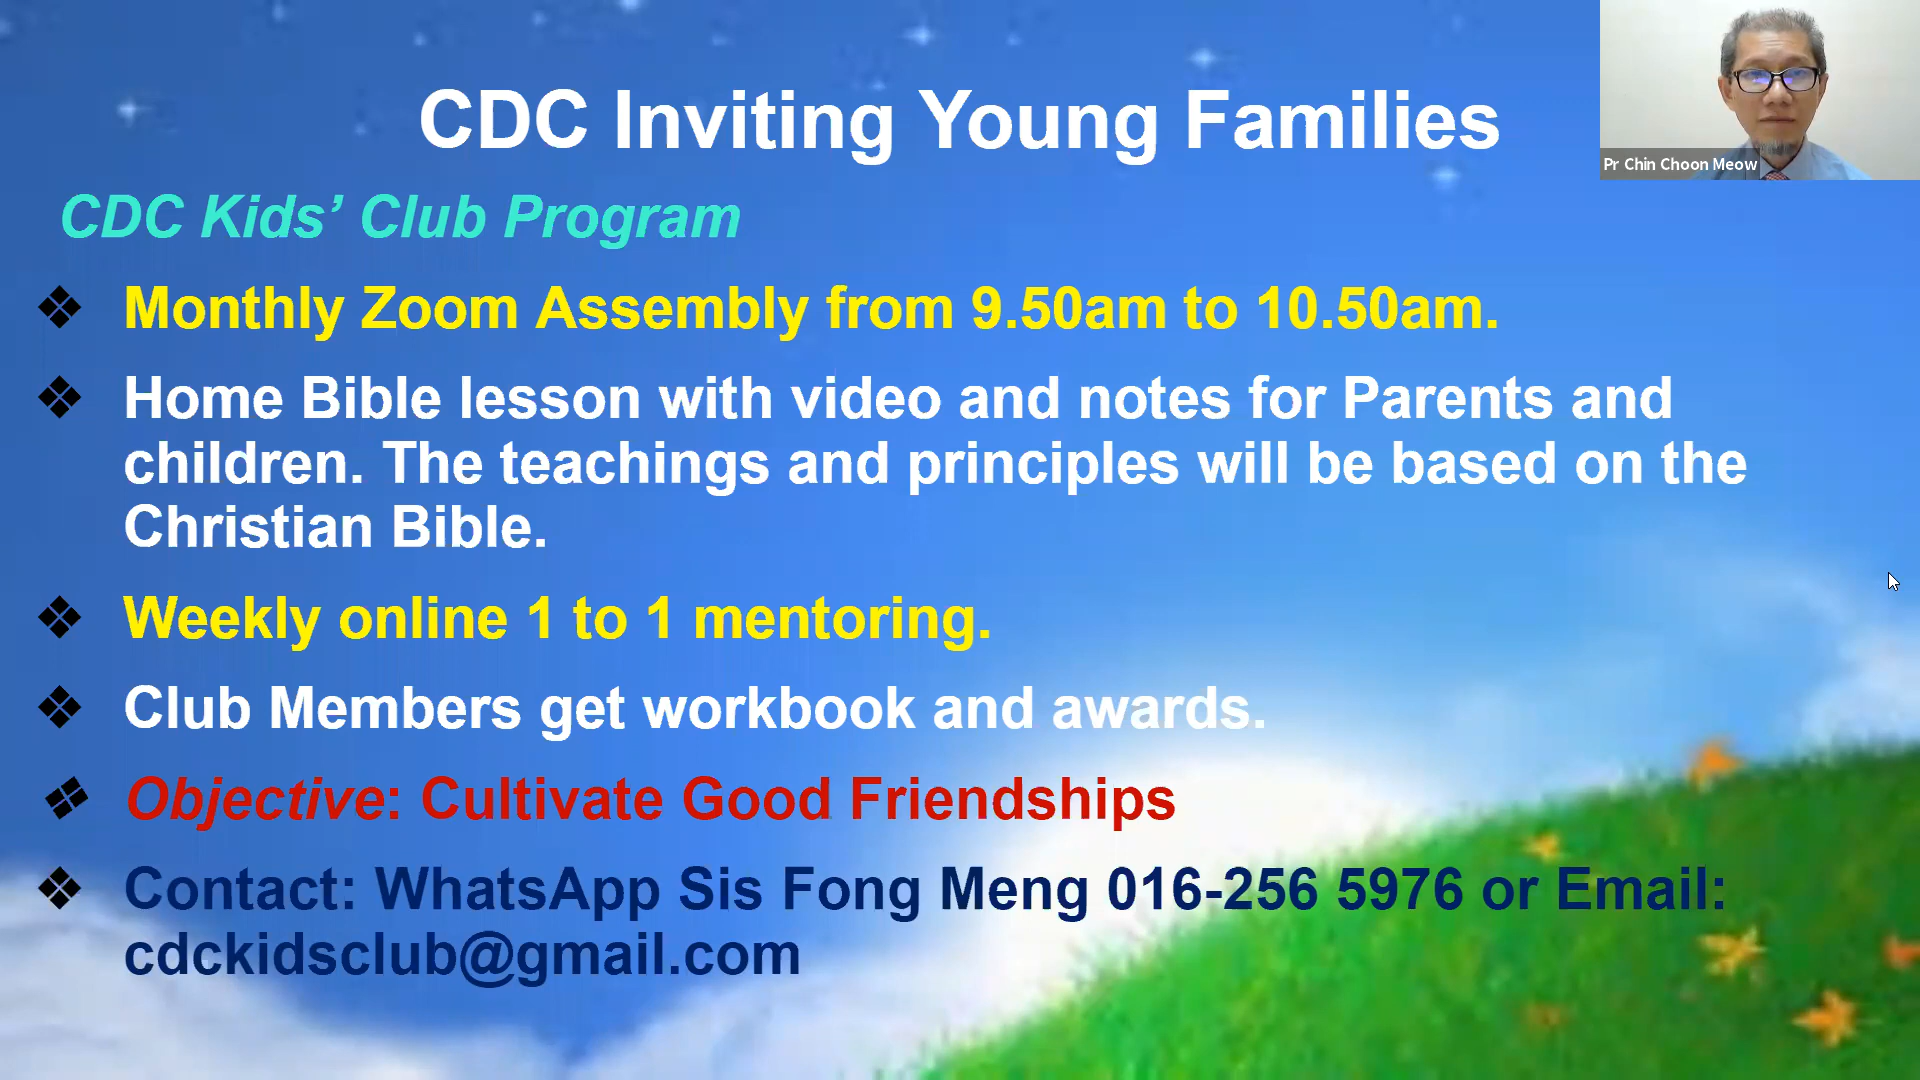 CDC Inviting Young Families
Pr Chin Choon Meow
CDC Kids’ Club Program
❖ Monthly Zoom Assembly from 9.50am to 10.50am.
❖ Home Bible lesson with video and notes for Parents and
children. The teachings and principles will be based on the
Christian Bible.
❖ Weekly online 1 to 1 mentoring.
❖ Club Members get workbook and awards.
❖ Objective: Cultivate Good Friendships
❖ Contact: WhatsApp Sis Fong Meng 016-256 5976 or Email:
cdckidsclub@gmail.com